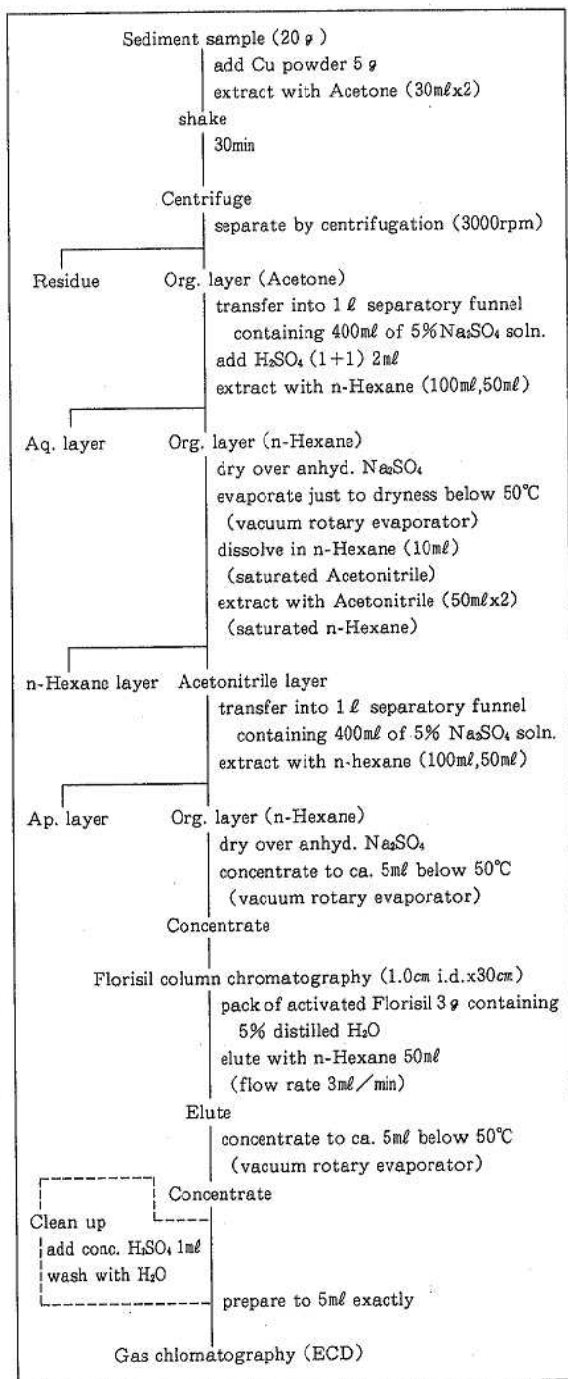 Sediment sample (20 g)
add Cu powder 5 g
extract with Acetone (30mℓx2)
shake
30min
Centrifuge
separate by centrifugation (3000rpm)
Residue Org. layer (Acetone)
transfer into 1 ℓ separatory funnel
containing 400mℓ of 5%Na₂SO₄ soln.
add H₂SO₄ (1+1) 2mℓ
extract with n-Hexane (100mℓ,50mℓ)
Aq. layer Org. layer (n-Hexane)
dry over anhyd. Na₂SO₄
evaporate just to dryness below 50℃
(vacuum rotary evaporator)
dissolve in n-Hexane (10mℓ)
(saturated Acetonitrile)
extract with Acetonitrile (50mℓx2)
(saturated n-Hexane)
n-Hexane layer Acetonitrile layer
transfer into 1 ℓ separatory funnel
containing 400mℓ of 5% Na₂SO₄ soln.
extract with n-hexane (100mℓ,50mℓ)
Ap. layer Org. layer (n-Hexane)
dry over anhyd. Na₂SO₄
concentrate to ca. 5mℓ below 50℃
(vacuum rotary evaporator)
Concentrate
Florisil column chromatography (1.0cm i.d.x30cm)
pack of activated Florisil 3 g containing
5% distilled H₂O
elute with n-Hexane 50mℓ
(flow rate 3mℓ/min)
Elute
concentrate to ca. 5mℓ below 50℃
(vacuum rotary evaporator)
Concentrate
Clean up
add conc. H₂SO₄ 1mℓ
wash with H₂O
prepare to 5mℓ exactly
Gas chlomatography (ECD)